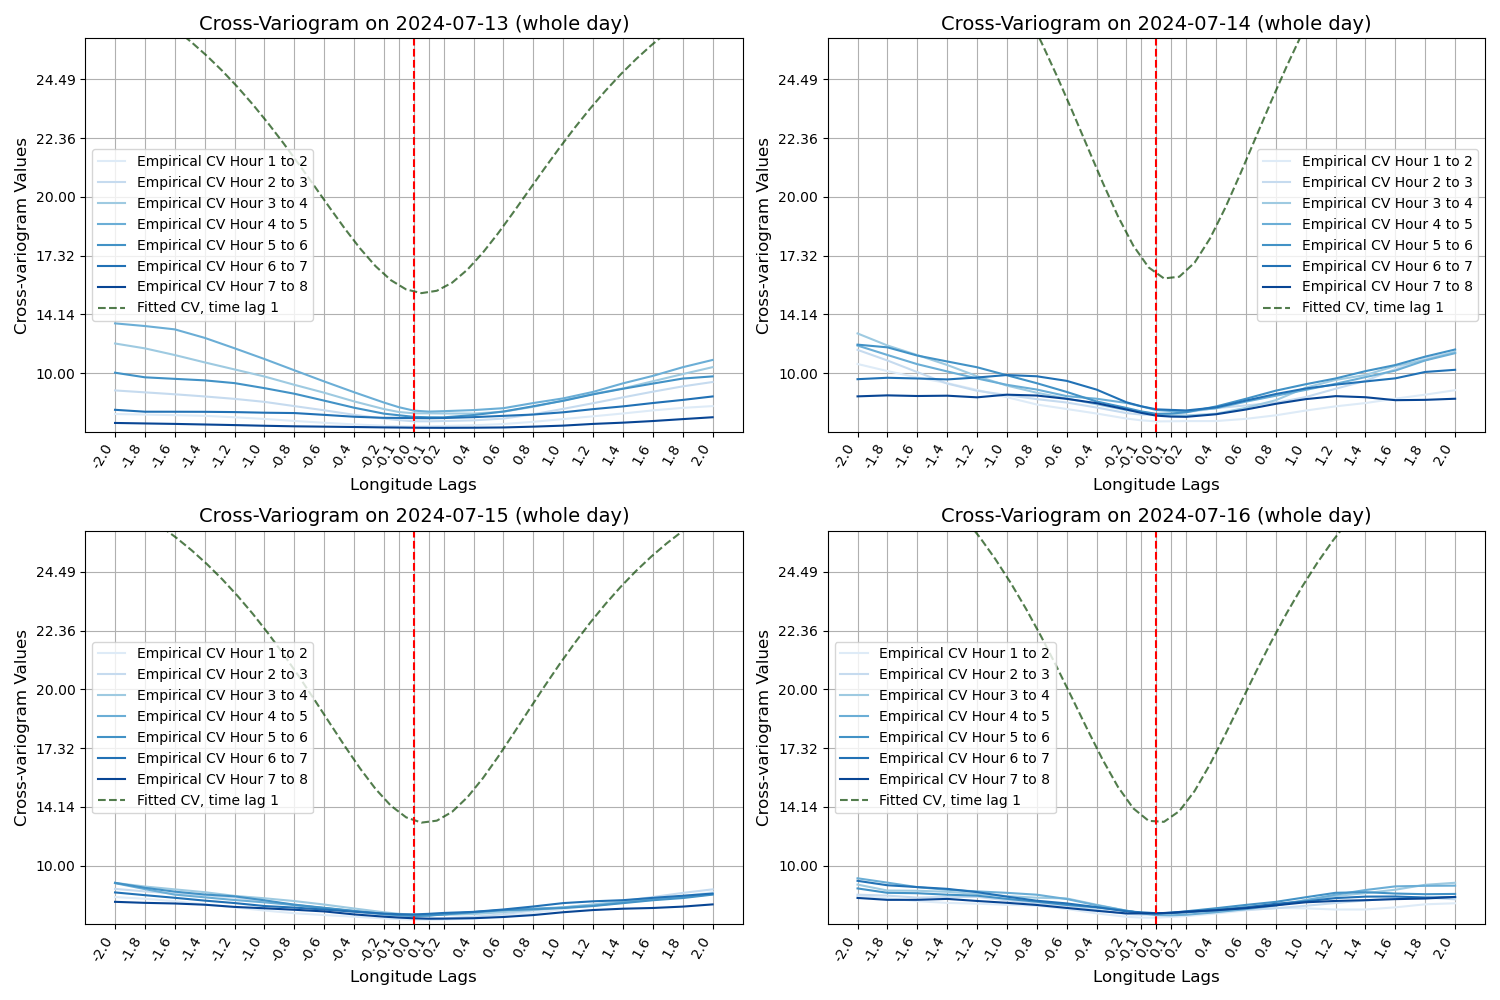 Cross-Variogram on 2024-07-13 (whole day)
Cross-variogram Values
24.49
22.36
20.00
17.32
14.14
10.00
Empirical CV Hour 1 to 2
Empirical CV Hour 2 to 3
Empirical CV Hour 3 to 4
Empirical CV Hour 4 to 5
Empirical CV Hour 5 to 6
Empirical CV Hour 6 to 7
Empirical CV Hour 7 to 8
Fitted CV, time lag 1
-2.0 -1.8 -1.6 -1.4 -1.2 -1.0 -0.8 -0.6 -0.4 -0.2 -0.1 0.0 0.1 0.2 0.4 0.6 0.8 1.0 1.2 1.4 1.6 1.8 2.0
Longitude Lags
Cross-Variogram on 2024-07-14 (whole day)
Cross-variogram Values
24.49
22.36
20.00
17.32
14.14
10.00
Empirical CV Hour 1 to 2
Empirical CV Hour 2 to 3
Empirical CV Hour 3 to 4
Empirical CV Hour 4 to 5
Empirical CV Hour 5 to 6
Empirical CV Hour 6 to 7
Empirical CV Hour 7 to 8
Fitted CV, time lag 1
-2.0 -1.8 -1.6 -1.4 -1.2 -1.0 -0.8 -0.6 -0.4 -0.2 -0.1 0.0 0.1 0.2 0.4 0.6 0.8 1.0 1.2 1.4 1.6 1.8 2.0
Longitude Lags
Cross-Variogram on 2024-07-15 (whole day)
Cross-variogram Values
24.49
22.36
20.00
17.32
14.14
10.00
Empirical CV Hour 1 to 2
Empirical CV Hour 2 to 3
Empirical CV Hour 3 to 4
Empirical CV Hour 4 to 5
Empirical CV Hour 5 to 6
Empirical CV Hour 6 to 7
Empirical CV Hour 7 to 8
Fitted CV, time lag 1
-2.0 -1.8 -1.6 -1.4 -1.2 -1.0 -0.8 -0.6 -0.4 -0.2 -0.1 0.0 0.1 0.2 0.4 0.6 0.8 1.0 1.2 1.4 1.6 1.8 2.0
Longitude Lags
Cross-Variogram on 2024-07-16 (whole day)
Cross-variogram Values
24.49
22.36
20.00
17.32
14.14
10.00
Empirical CV Hour 1 to 2
Empirical CV Hour 2 to 3
Empirical CV Hour 3 to 4
Empirical CV Hour 4 to 5
Empirical CV Hour 5 to 6
Empirical CV Hour 6 to 7
Empirical CV Hour 7 to 8
Fitted CV, time lag 1
-2.0 -1.8 -1.6 -1.4 -1.2 -1.0 -0.8 -0.6 -0.4 -0.2 -0.1 0.0 0.1 0.2 0.4 0.6 0.8 1.0 1.2 1.4 1.6 1.8 2.0
Longitude Lags